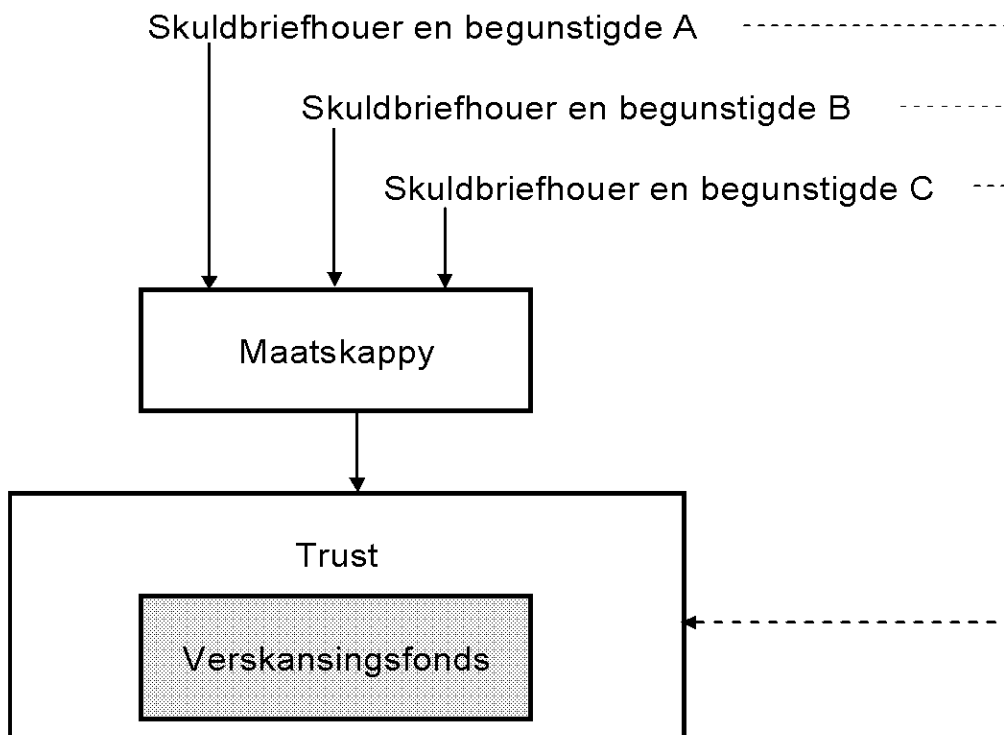 Skuldbriefhouer en begunstigde A
Skuldbriefhouer en begunstigde B
Skuldbriefhouer en begunstigde C
Maatskappy
Trust
Verskansingsfonds